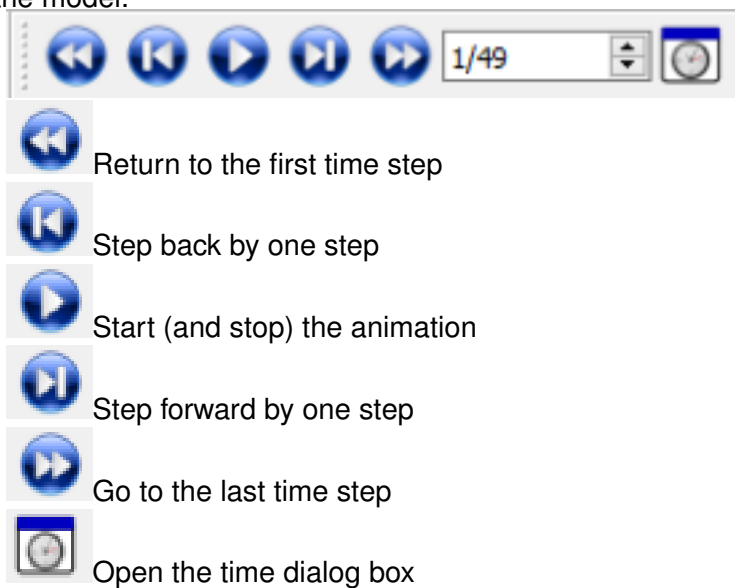 the model.
1/49
Return to the first time step
Step back by one step
Start (and stop) the animation
Step forward by one step
Go to the last time step
Open the time dialog box